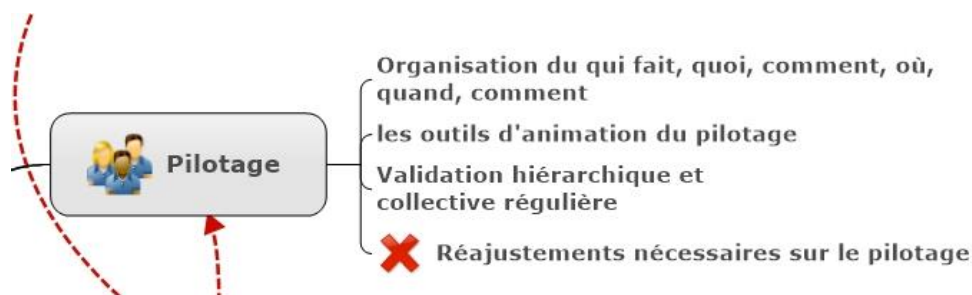 Organisation du qui fait, quoi, comment, où,
quand, comment
les outils d'animation du pilotage
Pilotage
Validation hiérarchique et
collective régulière
Réajustements nécessaires sur le pilotage